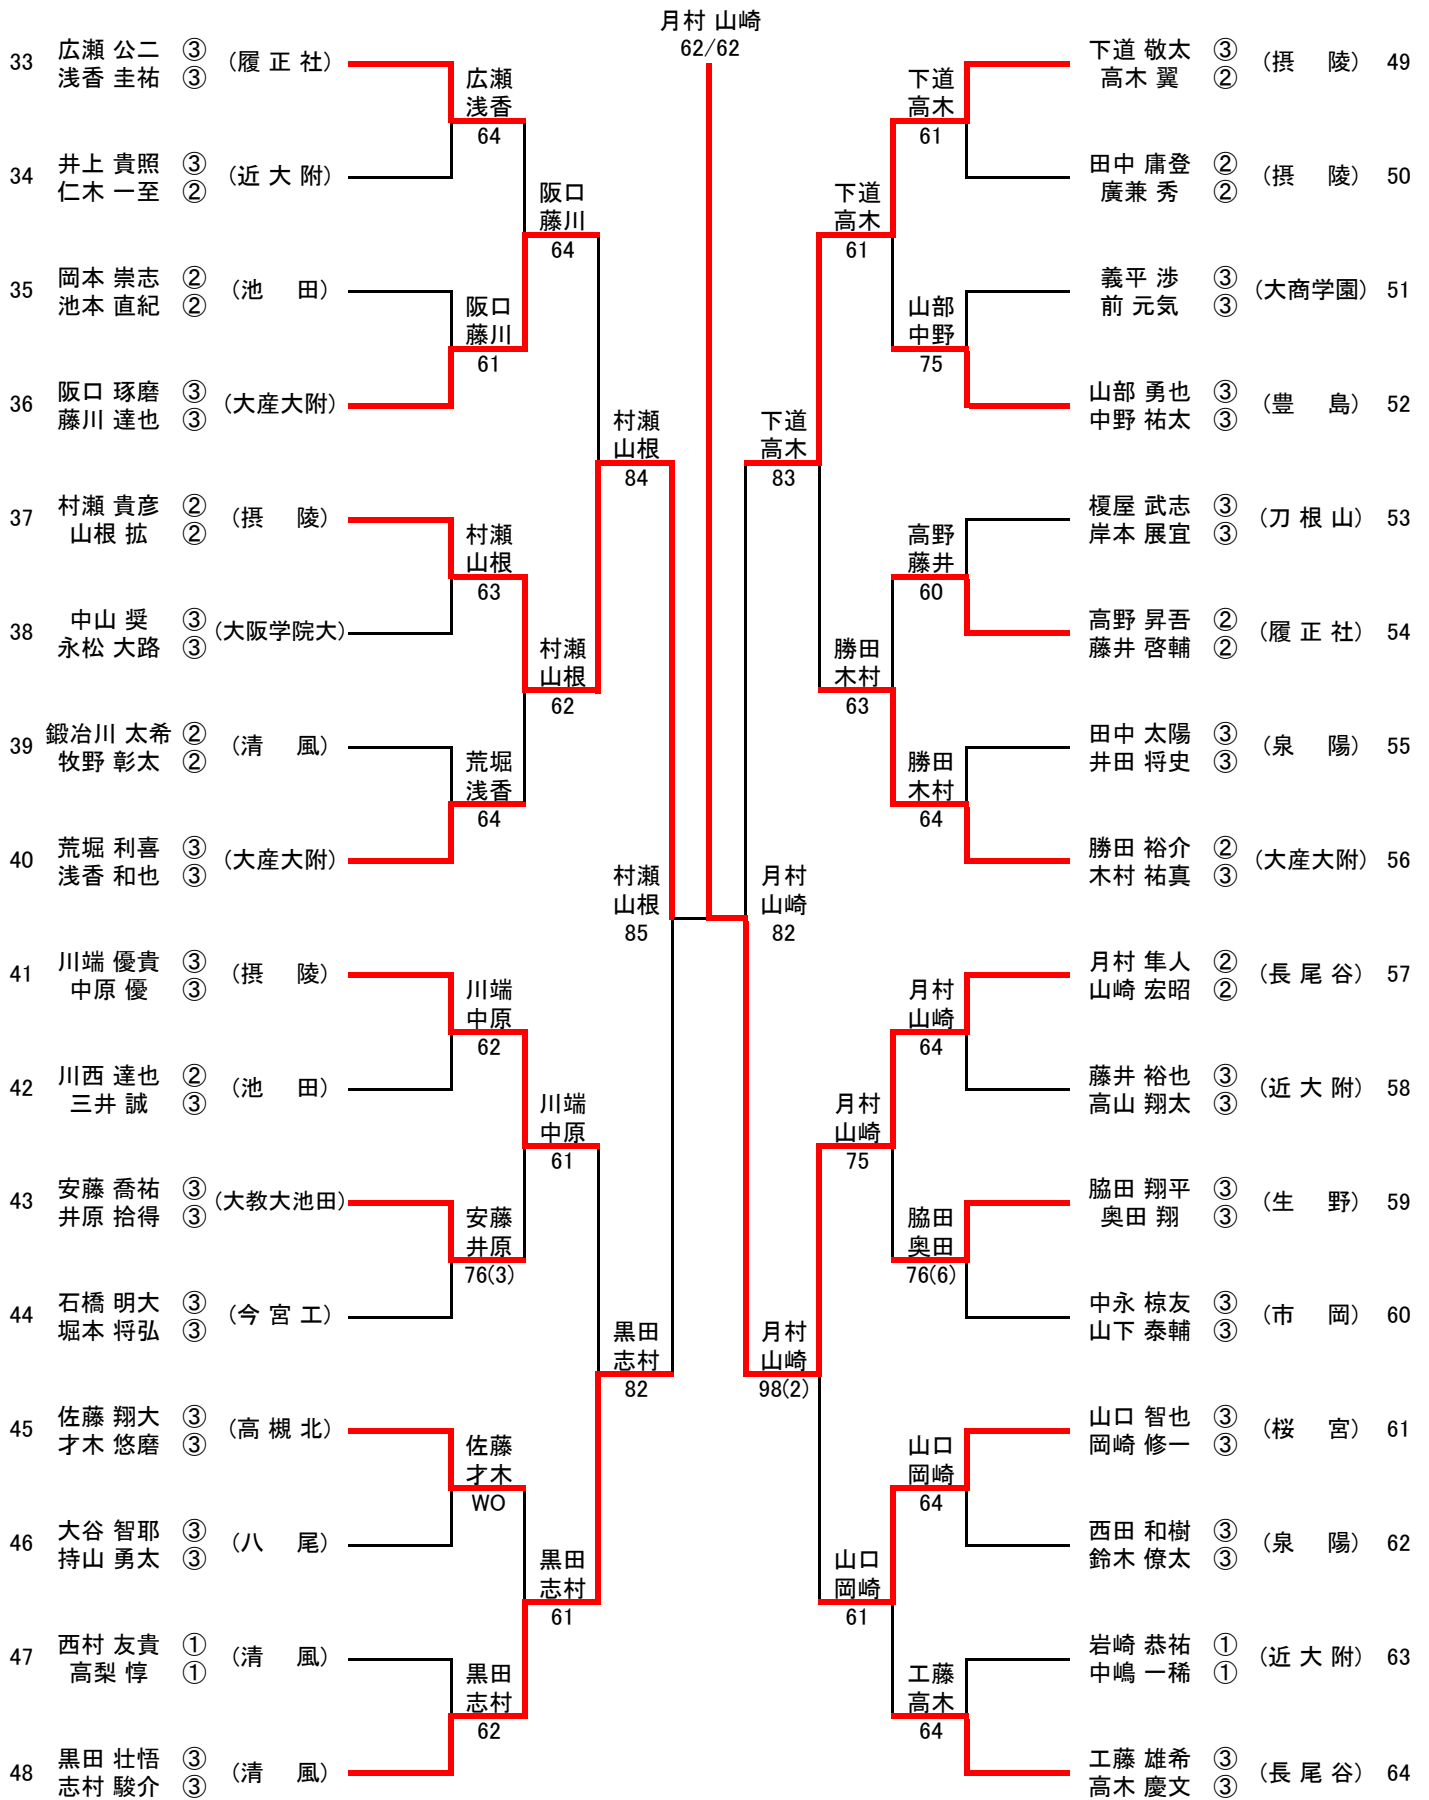 月村 山崎
62/62
33 広瀬 公二 ③ (履 正 社)
浅香 圭祐 ③
34 井上 貴照 ③ (近 大 附)
仁木 一至 ②
35 岡本 崇志 ② (池 田)
池本 直紀 ②
36 阪口 琢磨 ③ (大産大附)
藤川 達也 ③
37 村瀬 貴彦 ② (摂 陵)
山根 拡 ②
38 中山 奨 ③ (大阪学院大)
永松 大路 ③
39 鍛冶川 太希 ② (清 風)
牧野 彰太 ②
40 荒堀 利喜 ③ (大産大附)
浅香 和也 ③
41 川端 優貴 ③ (摂 陵)
中原 優 ③
42 川西 達也 ② (池 田)
三井 誠 ③
43 安藤 喬祐 ③ (大教大池田)
井原 拾得 ③
44 石橋 明大 ③ (今 宮 工)
堀本 将弘 ③
45 佐藤 翔大 ③ (高 槻 北)
才木 悠磨 ③
46 大谷 智耶 ③ (八 尾)
持山 勇太 ③
47 西村 友貴 ① (清 風)
高梨 惇 ①
48 黒田 壮悟 ③ (清 風)
志村 駿介 ③
広瀬
浅香
64
阪口
藤川
61
村瀬
山根
63
荒堀
浅香
64
川端
中原
62
安藤
井原
76(3)
佐藤
才木
WO
黒田
志村
62
阪口
藤川
64
村瀬
山根
62
川端
中原
61
黒田
志村
61
村瀬
山根
84
黒田
志村
82
村瀬
山根
85
月村
山崎
82
下道
高木
83
月村
山崎
98(2)
下道
高木
61
勝田
木村
63
月村
山崎
75
山口
岡崎
61
下道
高木
61
山部
中野
75
高野
藤井
60
勝田
木村
64
月村
山崎
64
脇田
奥田
76(6)
山口
岡崎
64
工藤
高木
64
下道 敬太 ③ (摂 陵) 49
高木 翼 ②
田中 庸登 ② (摂 陵) 50
廣兼 秀 ②
義平 渉 ③ (大商学園) 51
前 元気 ③
山部 勇也 ③ (豊 島) 52
中野 祐太 ③
榎屋 武志 ③ (刀 根 山) 53
岸本 展宜 ③
高野 昇吾 ② (履 正 社) 54
藤井 啓輔 ②
田中 太陽 ③ (泉 陽) 55
井田 将史 ③
勝田 裕介 ② (大産大附) 56
木村 祐真 ③
月村 隼人 ② (長 尾 谷) 57
山崎 宏昭 ②
藤井 裕也 ③ (近 大 附) 58
高山 翔太 ③
脇田 翔平 ③ (生 野) 59
奥田 翔 ③
中永 椋友 ③ (市 岡) 60
山下 泰輔 ③
山口 智也 ③ (桜 宮) 61
岡崎 修一 ③
西田 和樹 ③ (泉 陽) 62
鈴木 僚太 ③
岩崎 恭祐 ① (近 大 附) 63
中嶋 一稀 ①
工藤 雄希 ③ (長 尾 谷) 64
高木 慶文 ③